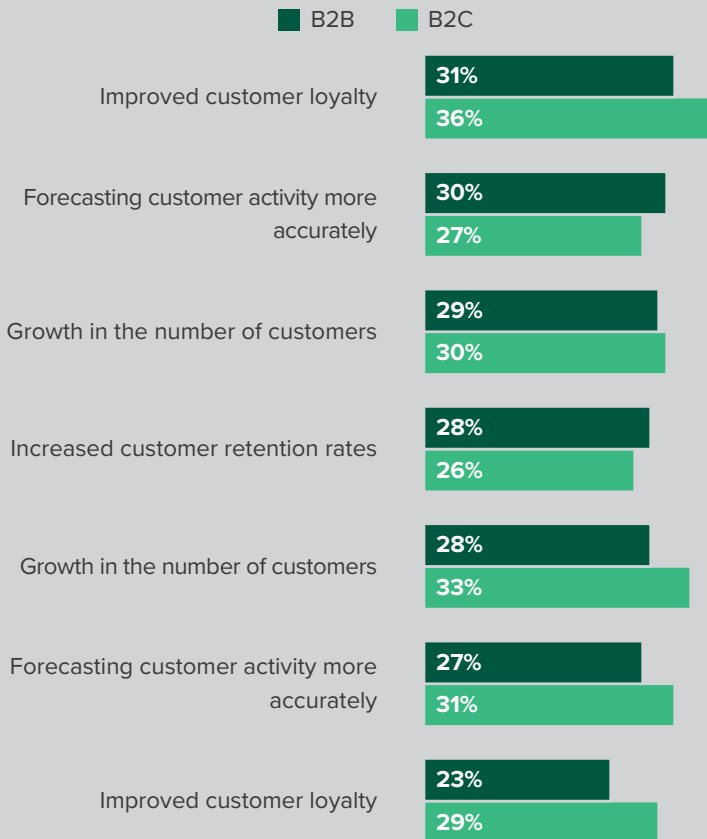 B2B B2C
Improved customer loyalty
31%
36%
Forecasting customer activity more
accurately
30%
27%
Growth in the number of customers
29%
30%
Increased customer retention rates
28%
26%
Growth in the number of customers
28%
33%
Forecasting customer activity more
accurately
27%
31%
Improved customer loyalty
23%
29%